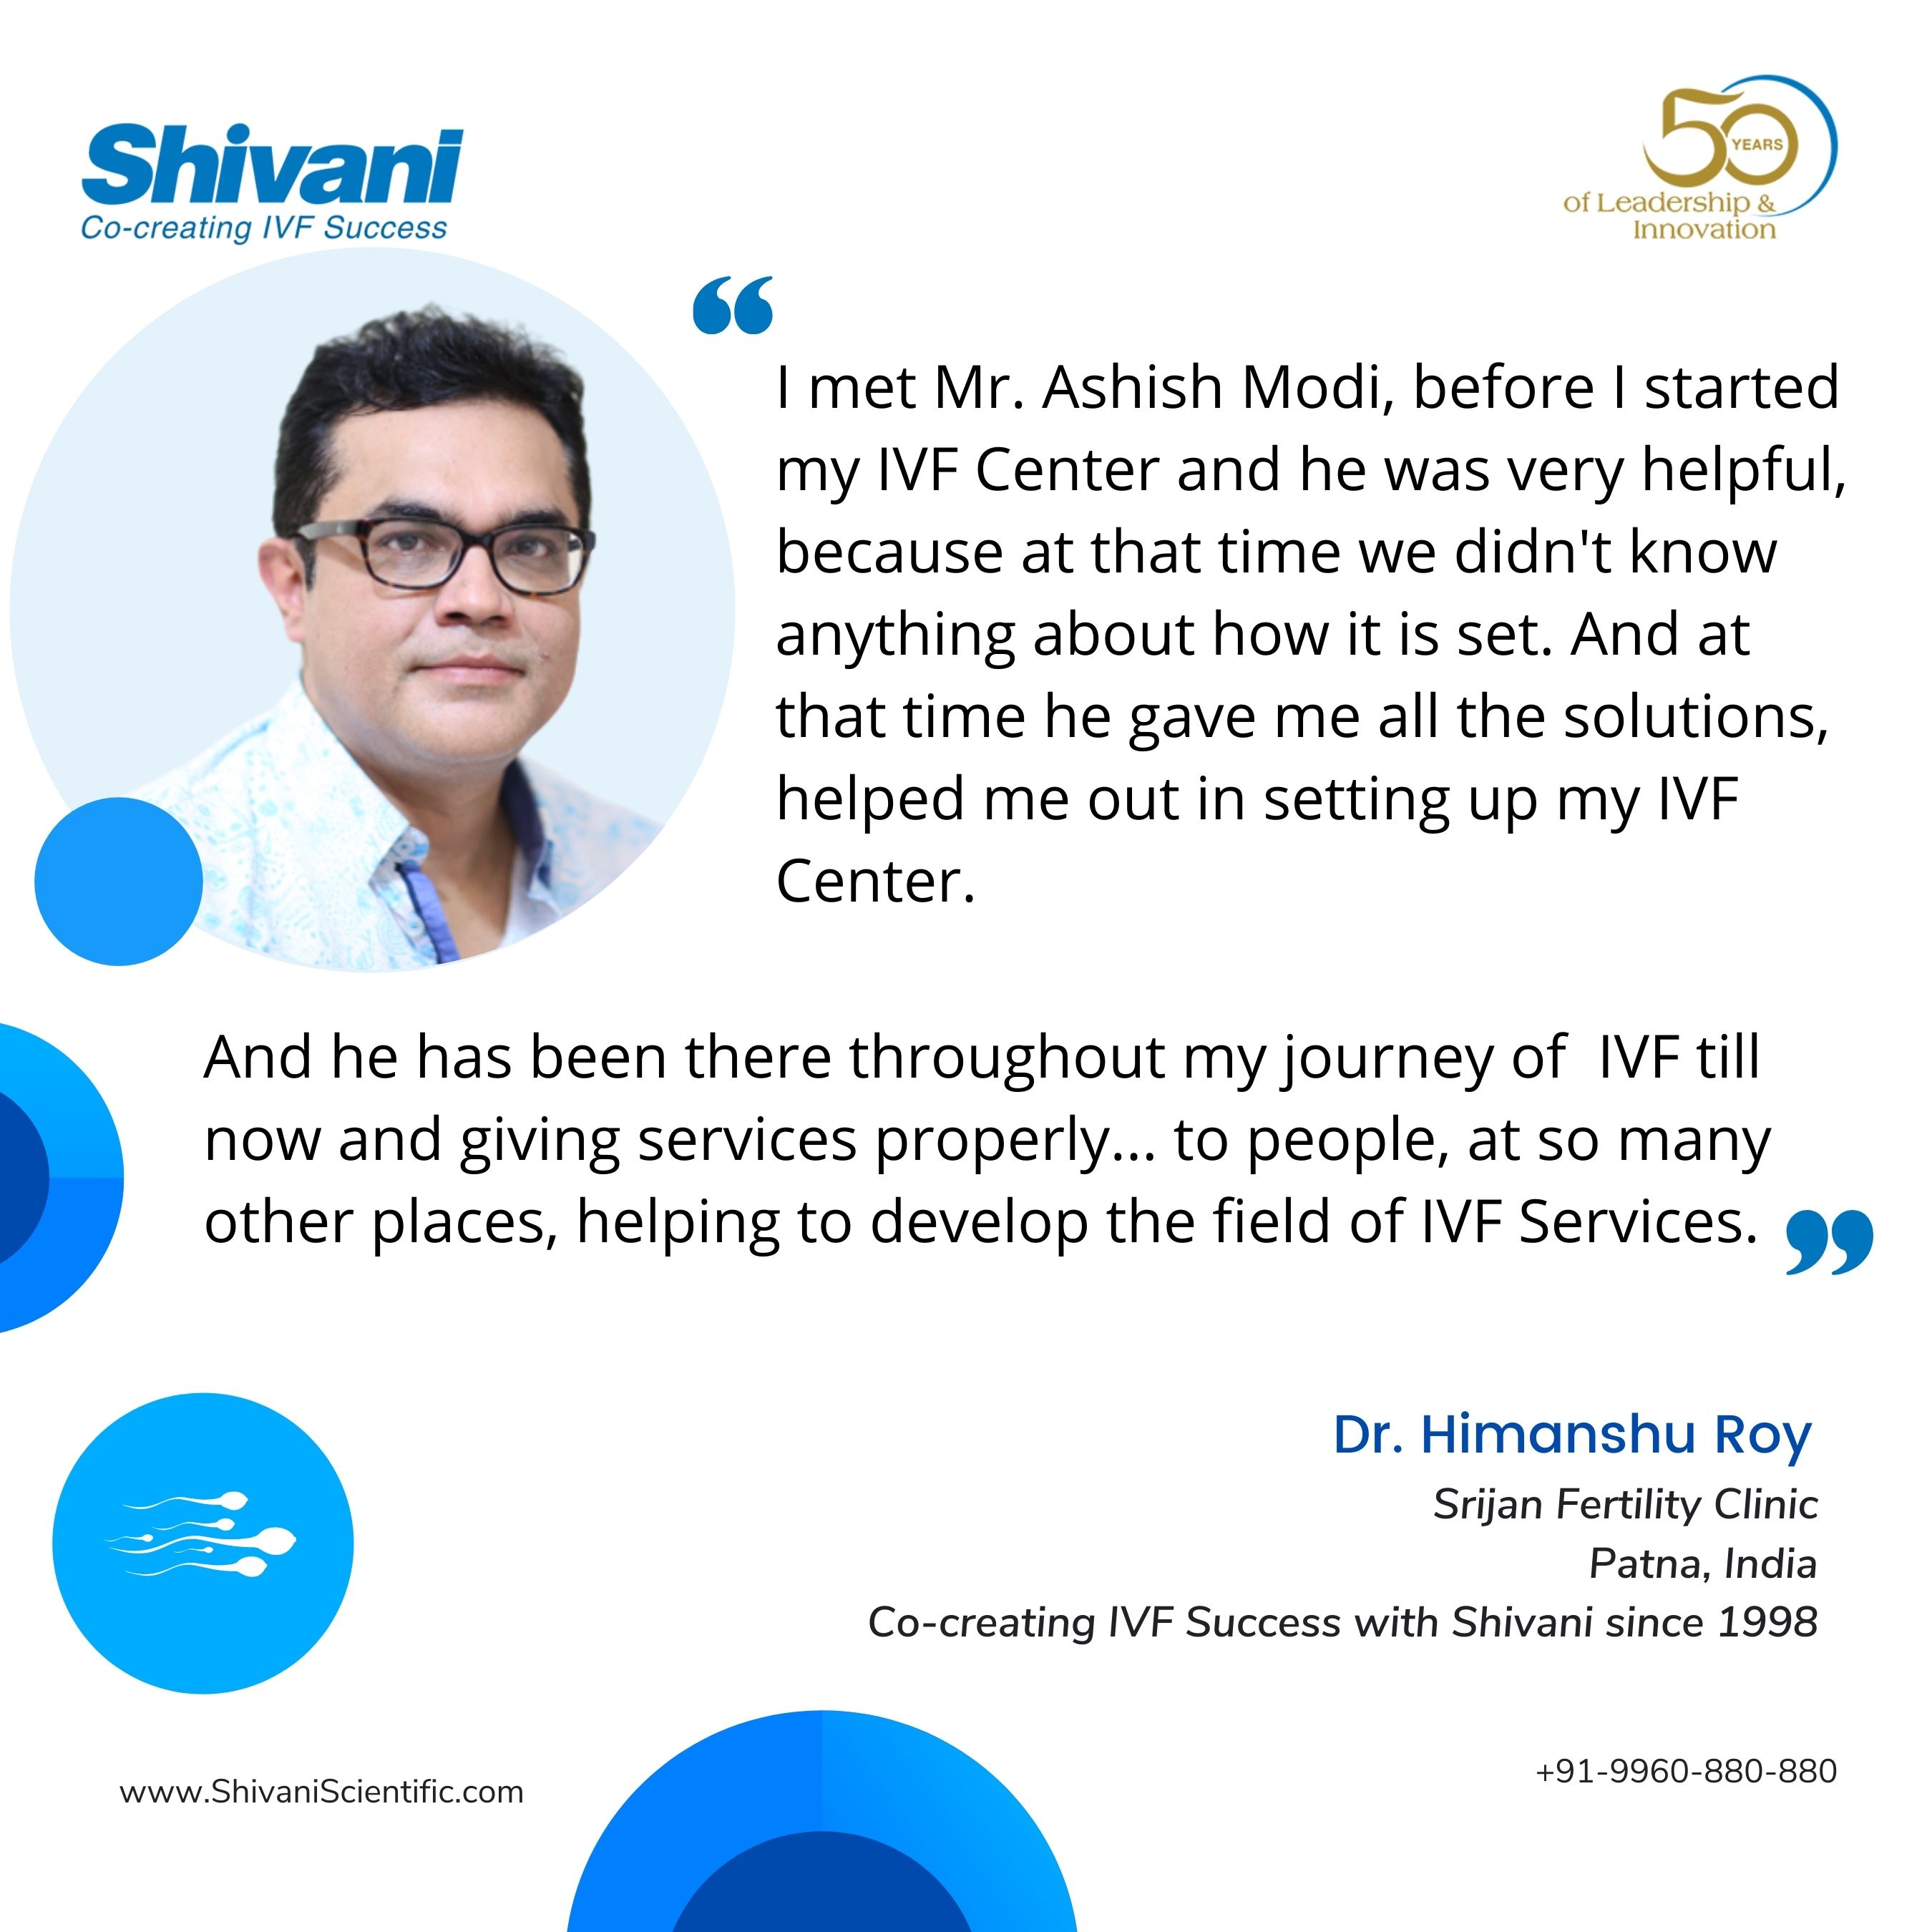 Shivani
Co-creating IVF Success
50
YEARS
of Leadership &
Innovation
“
I met Mr. Ashish Modi, before I started
my IVF Center and he was very helpful,
because at that time we didn't know
anything about how it is set. And at
that time he gave me all the solutions,
helped me out in setting up my IVF
Center.
And he has been there throughout my journey of  IVF till
now and giving services properly... to people, at so many
other places, helping to develop the field of IVF Services. ”
Dr. Himanshu Roy
Srijan Fertility Clinic
Patna, India
Co-creating IVF Success with Shivani since 1998
www.ShivaniScientific.com
+91-9960-880-880